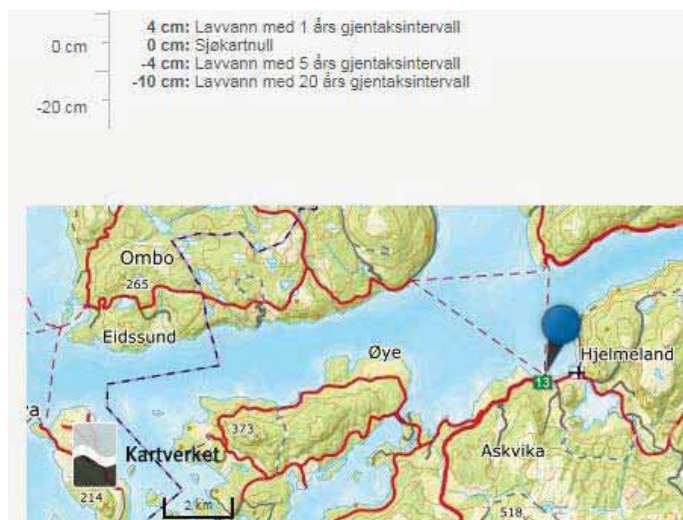 4 cm: Lavvann med 1 års gjentaksintervall
0 cm
0 cm: Sjøkartnull
-4 cm: Lavvann med 5 års gjentaksintervall
-10 cm: Lavvann med 20 års gjentaksintervall
-20 cm
Ombo
265
Eidssund
Øye
Hjelmeland
13
va
373
Askvika
Kartverket
214
2 km
518